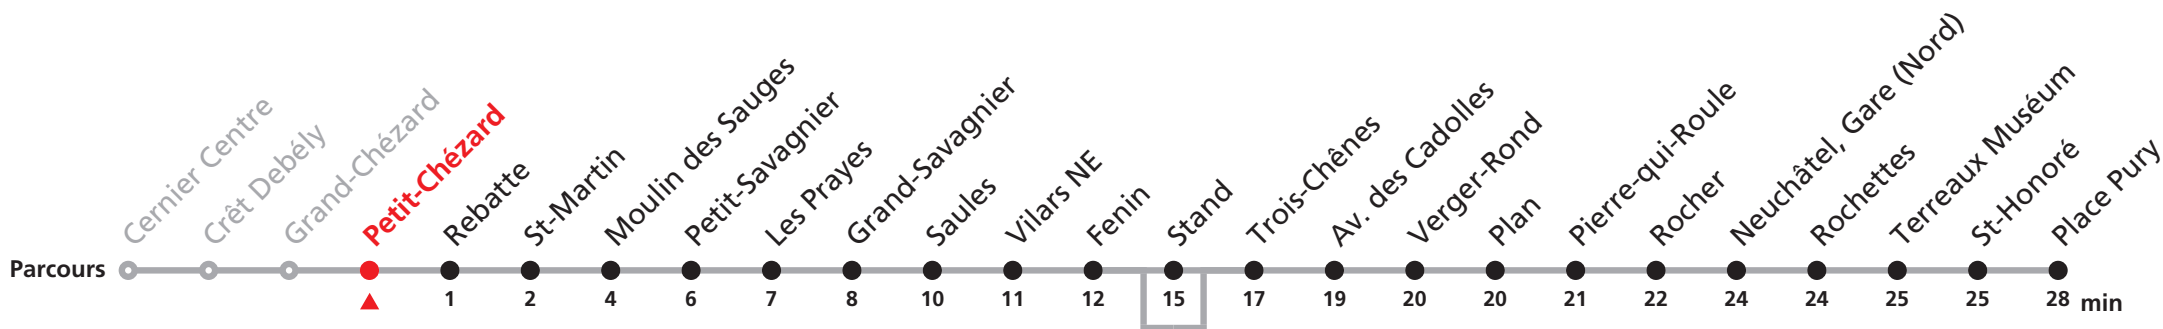 Cernier Centre
Crêt Debély
Grand-Chézard
Petit-Chézard
Rebatte
St-Martin
Moulin des Sauges
Petit-Savagnier
Les Prayes
Grand-Savagnier
Saules
Vilars NE
Fenin
Stand
Trois-Chênes
Av. des Cadolles
Verger-Rond
Plan
Pierre-qui-Roule
Rocher
Neuchâtel, Gare (Nord)
Rochettes
Terreaux Muséum
St-Honoré
Place Pury
Parcours
1 2 4 6 7 8 10 11 12 15 17 19 20 20 21 22 24 24 25 25 28 min